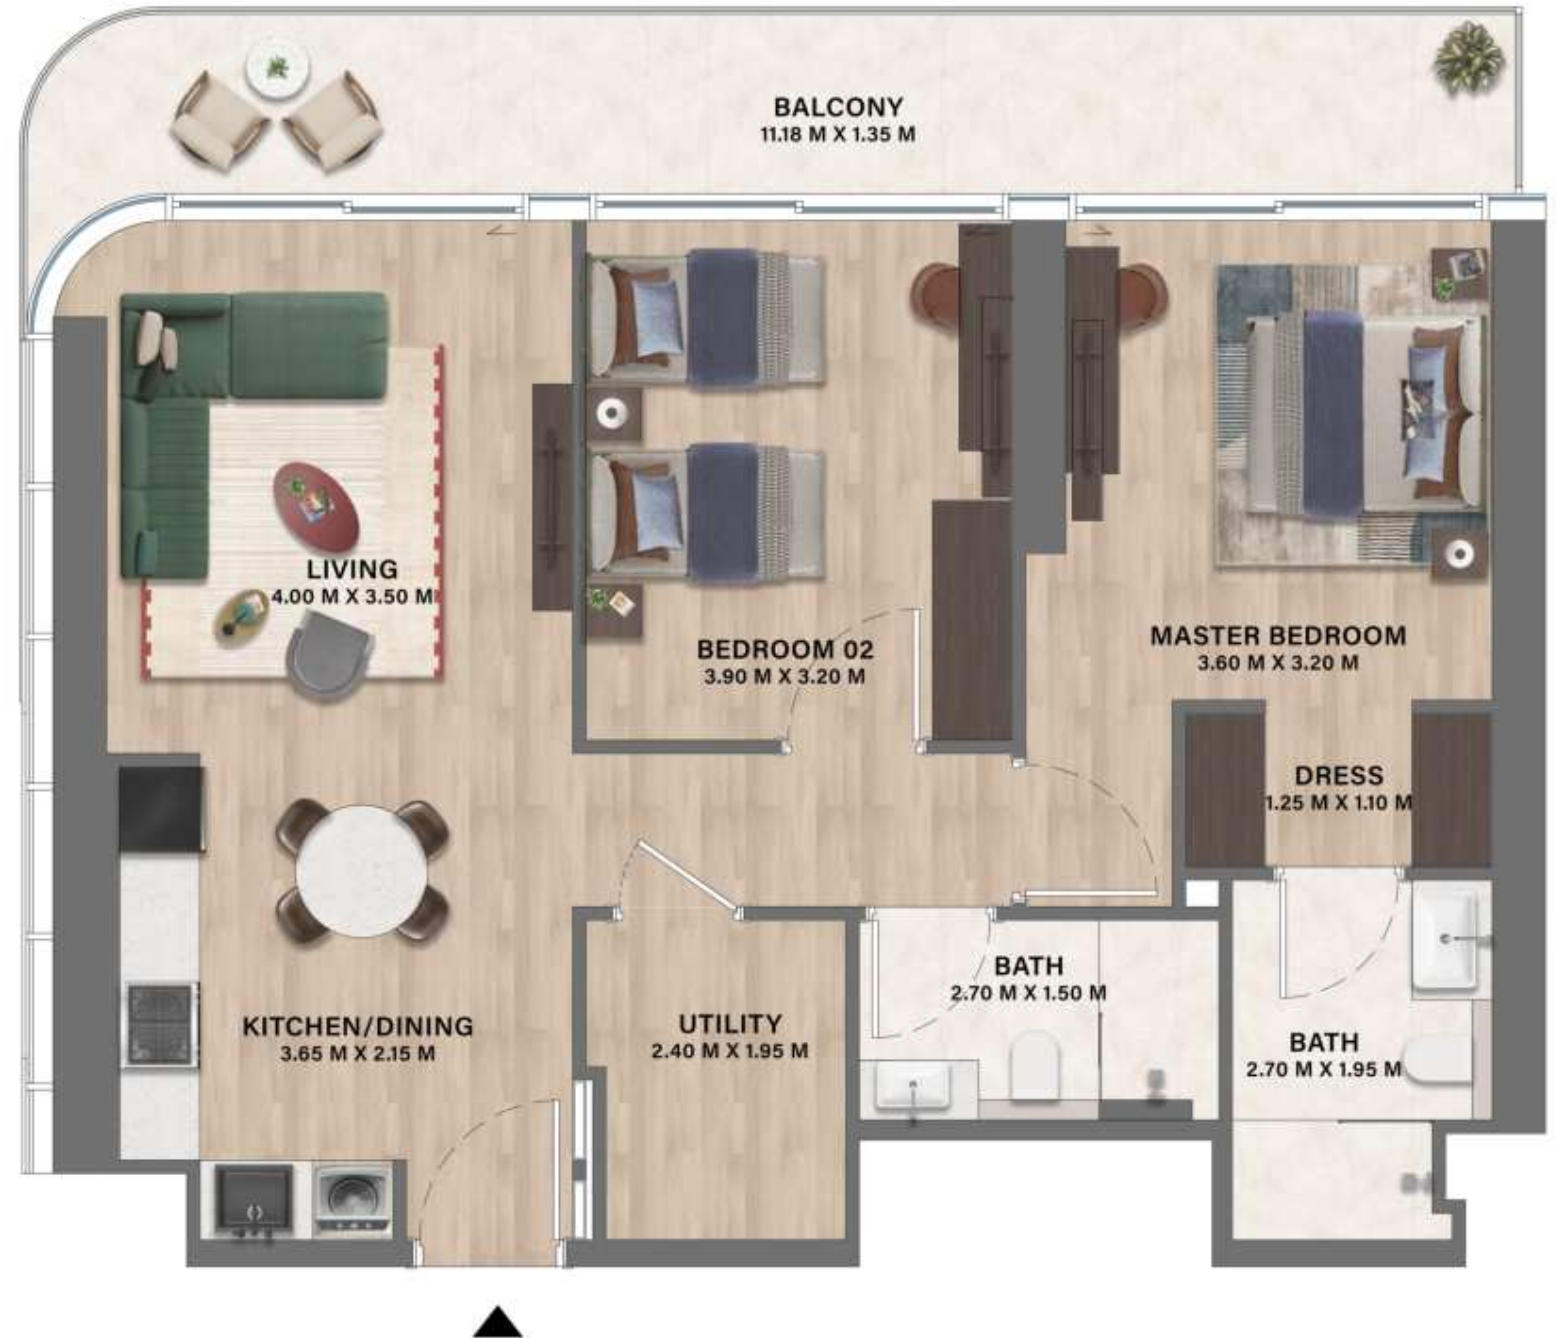 BALCONY
11.18 M X 1.35 M
LIVING
4.00 M X 3.50 M
BEDROOM 02
3.90 M X 3.20 M
MASTER BEDROOM
3.60 M X 3.20 M
DRESS
1.25 M X 1.10 M
KITCHEN/DINING
3.65 M X 2.15 M
UTILITY
2.40 M X 1.95 M
BATH
2.70 M X 1.50 M
BATH
2.70 M X 1.95 M